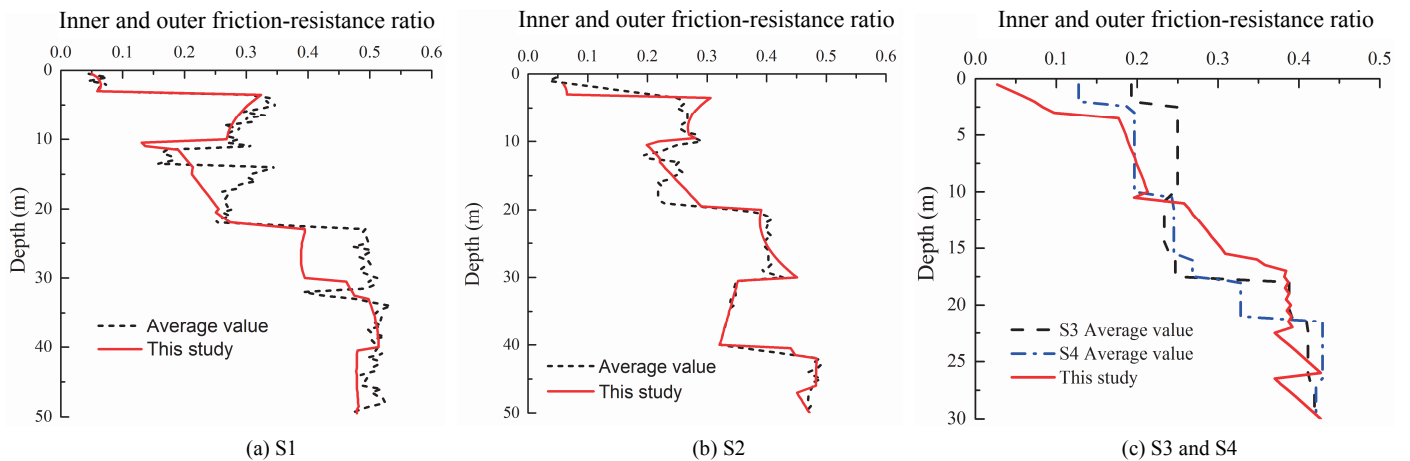 Inner and outer friction-resistance ratio
0.0 0.1 0.2 0.3 0.4 0.5 0.6
0
10
20
30
40
50
Depth (m)
Average value
This study
(a) S1
Inner and outer friction-resistance ratio
0.0 0.1 0.2 0.3 0.4 0.5 0.6
0
10
20
30
40
50
Depth (m)
Average value
This study
(b) S2
Inner and outer friction-resistance ratio
0.0 0.1 0.2 0.3 0.4 0.5
0
5
10
15
20
25
30
Depth (m)
S3 Average value
S4 Average value
This study
(c) S3 and S4